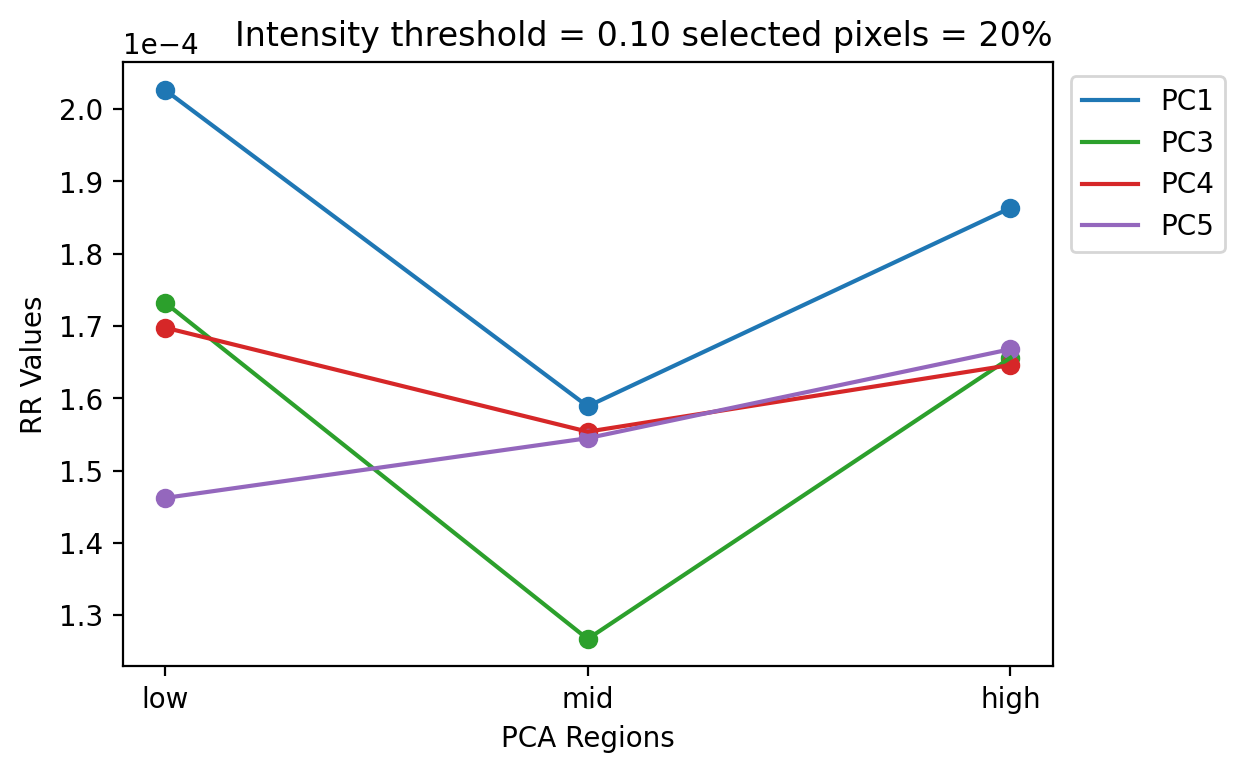 Intensity threshold = 0.10 selected pixels = 20%
1e−4
2.0
1.9
1.8
1.7
1.6
1.5
1.4
1.3
RR Values
low mid high
PCA Regions
PC1
PC3
PC4
PC5